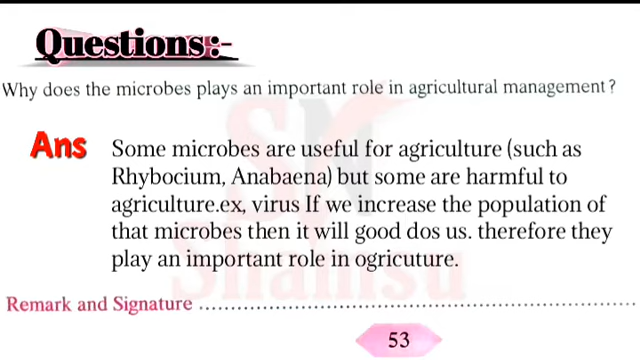 Questions:-
Why does the microbes plays an important role in agricultural management?
Ans Some microbes are useful for agriculture (such as
Rhybocium, Anabaena) but some are harmful to
agriculture.ex, virus If we increase the population of
that microbes then it will good dos us. therefore they
play an important role in ogricuture.
SN
Shamsu
Remark and Signature
53